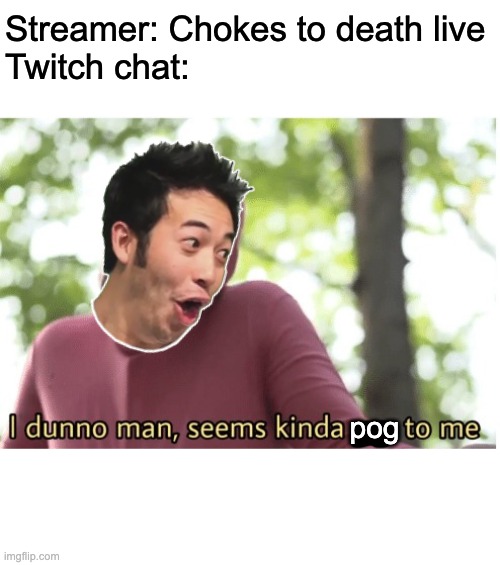 Streamer: Chokes to death live
Twitch chat:
I dunno man, seems kinda pog to me
imgflip.com